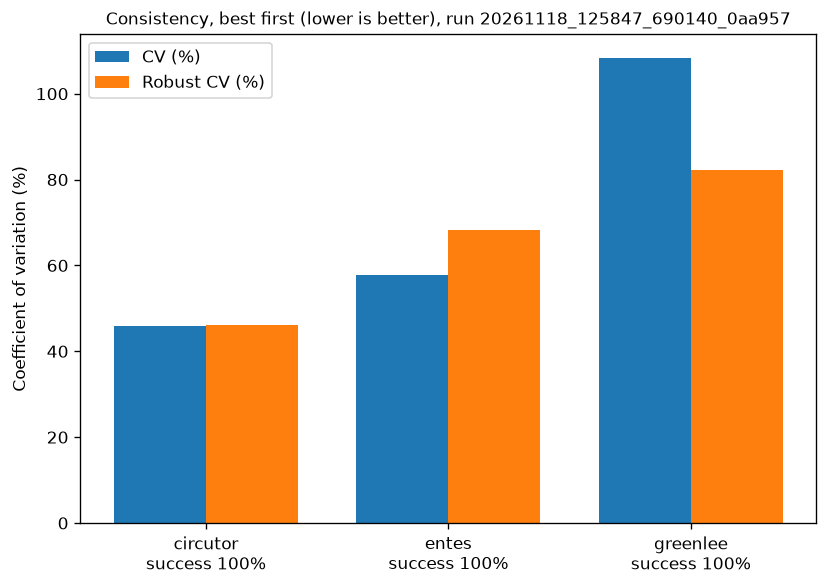 Consistency, best first (lower is better), run 20261118_125847_690140_0aa957
CV (%)
Robust CV (%)
Coefficient of variation (%)
100
80
60
40
20
0
circutor
success 100%
entes
success 100%
greenlee
success 100%